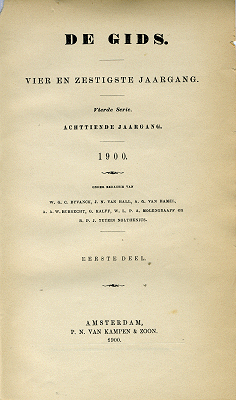 DE GIDS.
VIER EN ZESTIGSTE JAARGANG.
Vierde Serie.
ACHTTIENDE JAARGANG.
1900.
ONDER REDACTIE VAN
W. G. C. BYVANCK, J. N. VAN HALL, A. G. VAN HAMEL,
A. A. W. HUBRECHT, G. KALFF, W. L. P. A. MOLENGRAAFF EN
R. P. J. TUTEIN NOLTHENIUS.
EERSTE DEEL.
AMSTERDAM,
P. N. VAN KAMPEN & ZOON.
1900.